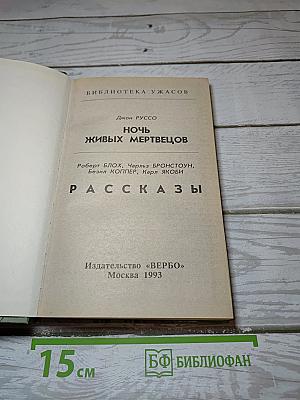 БИБЛИОТЕКА УЖАСОВ
Джон РУССО
НОЧЬ
ЖИВЫХ МЕРТВЕЦОВ
Роберт БЛОХ, Чарльз БРОНСТОУН,
Безил КОППЕР, Карл ЯКОБИ
РАССКАЗЫ
Издательство «ВЕРБО»
Москва 1993
15 см
БФ БИБЛИОФАН